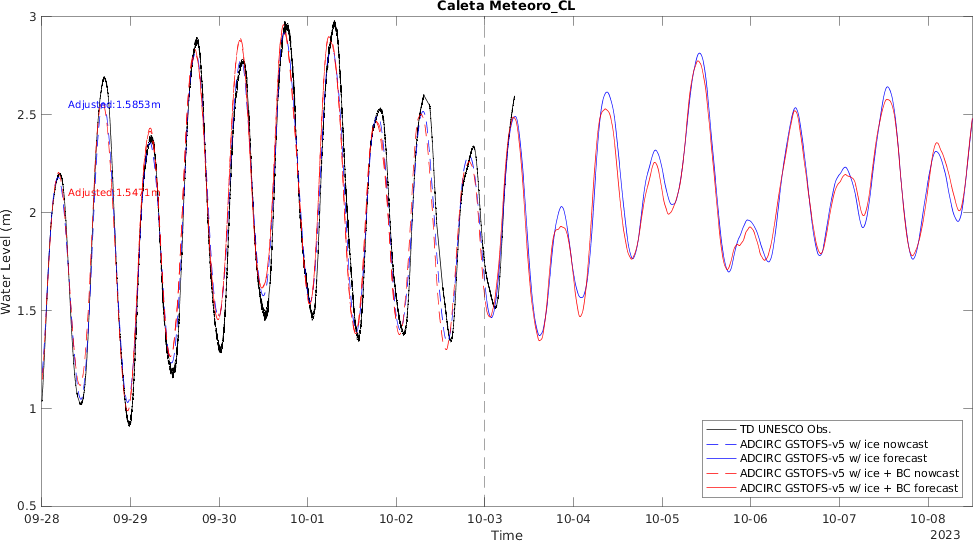 Caleta Meteoro_CL
3
2.5
2
1.5
1
0.5
Water Level (m)
Adjusted:1.5853m
Adjusted:1.5471m
TD UNESCO Obs.
ADCIRC GSTOFS-v5 w/ ice nowcast
ADCIRC GSTOFS-v5 w/ ice forecast
ADCIRC GSTOFS-v5 w/ ice + BC nowcast
ADCIRC GSTOFS-v5 w/ ice + BC forecast
09-28 09-29 09-30 10-01 10-02 10-03 10-04 10-05 10-06 10-07 10-08
Time
2023